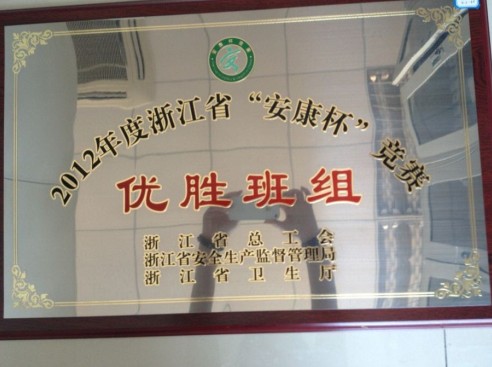 2012年度浙江省“安康杯”竞赛
优胜班组
浙江省总工会
浙江省安全生产监督管理局
浙江省卫生厅